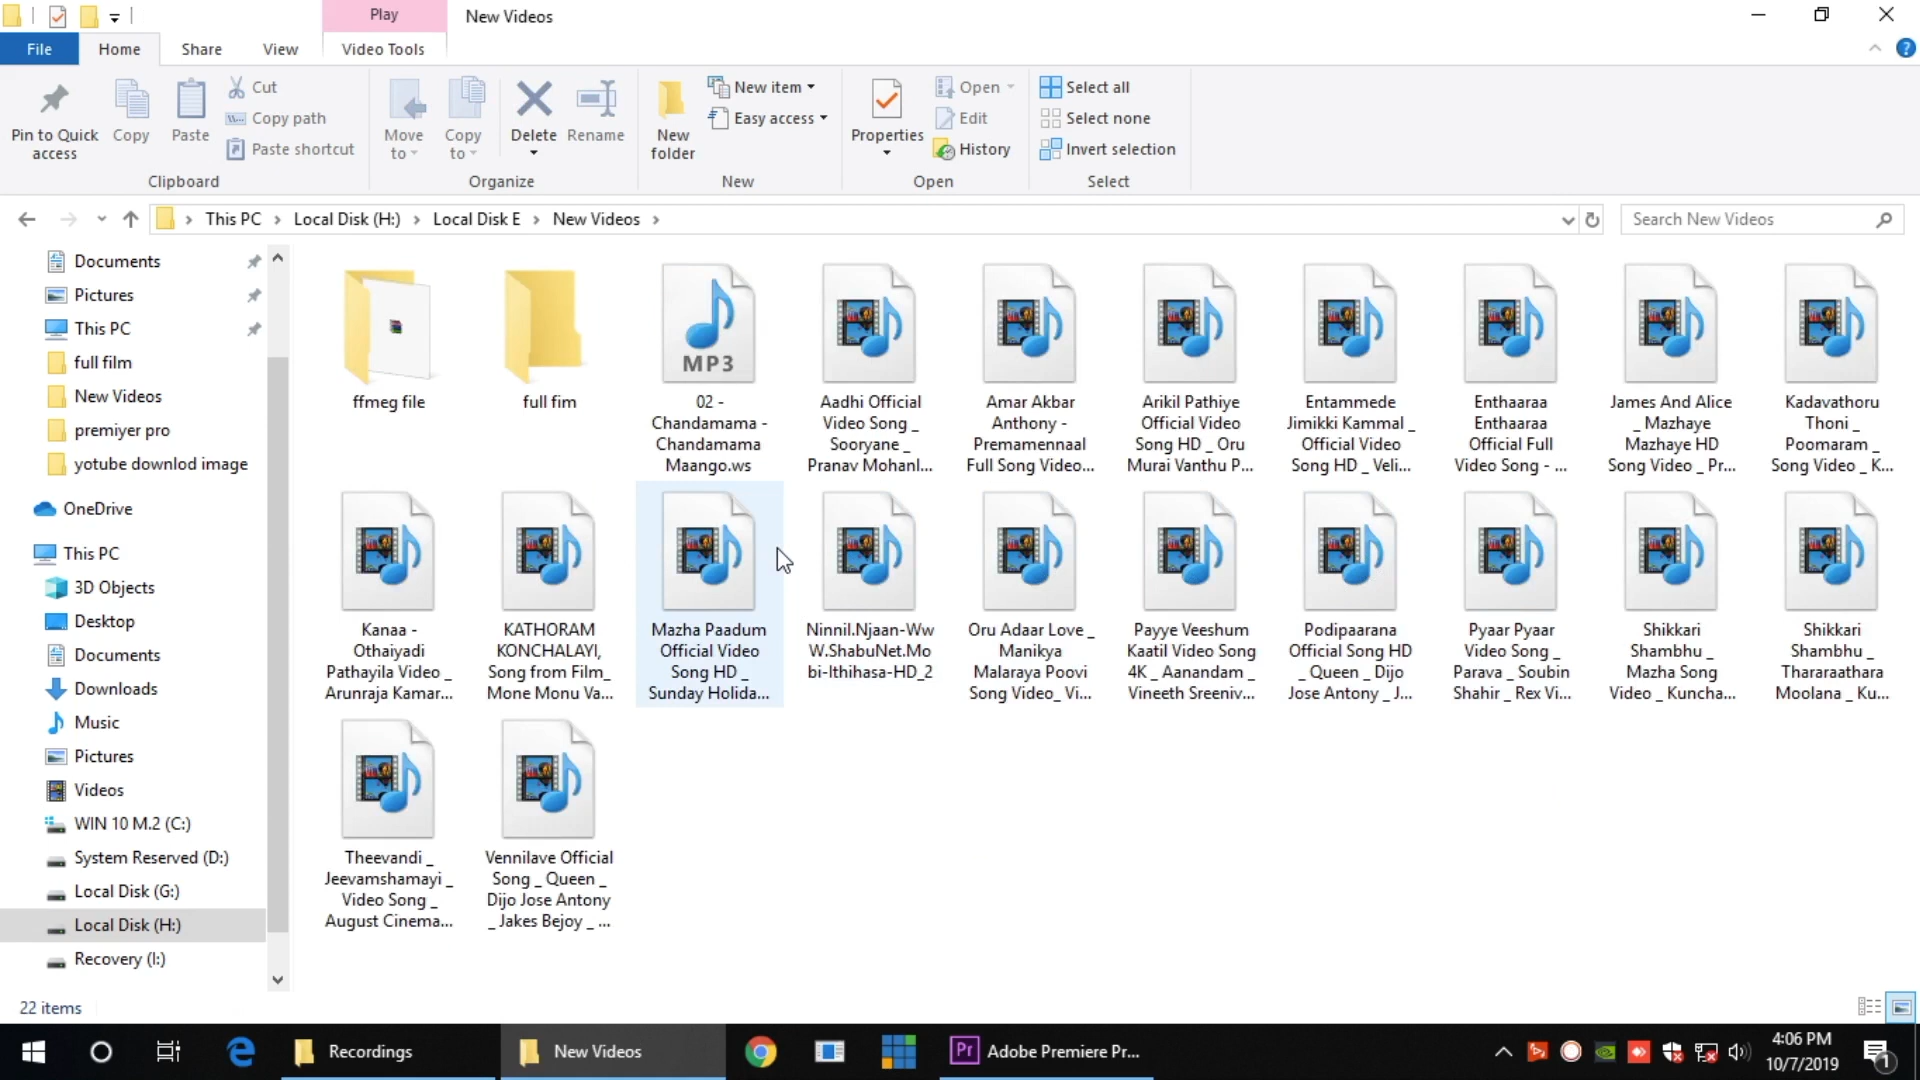 Play
New Videos
File
Home
Share
View
Video Tools
Pin to Quick
access
Copy
Paste
Cut
Copy path
Paste shortcut
Clipboard
Move
to
Copy
to
Delete
Rename
Organize
New
folder
New item
Easy access
New
Properties
Open
Edit
History
Open
Select all
Select none
Invert selection
Select
This PC
Local Disk (H:)
Local Disk E
New Videos
Search New Videos
Documents
Pictures
This PC
full film
New Videos
premiyer pro
yotube downlod image
OneDrive
This PC
3D Objects
Desktop
Documents
Downloads
Music
Pictures
Videos
WIN 10 M.2 (C:)
System Reserved (D:)
Local Disk (G:)
Local Disk (H:)
Recovery (I:)
ffmeg file
full fim
MP3
02 -
Chandamama -
Chandamama
Maango.ws
Aadhi Official
Video Song _
Sooryane _
Pranav Mohanl...
Amar Akbar
Anthony -
Premamennaal
Full Song Video...
Arikil Pathiye
Official Video
Song HD _ Oru
Murai Vanthu P...
Entammede
Jimikki Kammal _
Official Video
Song HD _ Veli...
Enthaaraa
Enthaaraa
Official Full
Video Song - ...
James And Alice
_ Mazhaye
Mazhaye HD
Song Video _ Pr...
Kadavathoru
Thoni _
Poomaram _
Song Video _ K...
Kanaa -
Othaiyadi
Pathayila Video _
Arunraja Kamar...
KATHORAM
KONCHALAYI,
Song from Film_
Mone Monu Va...
Mazha Paadum
Official Video
Song HD _
Sunday Holida...
Ninnil.Njaan-Ww
W.ShabuNet.Mo
bi-Ithihasa-HD_2
Oru Adaar Love _
Manikya
Malaraya Poovi
Song Video_ Vi...
Payye Veeshum
Kaatil Video Song
4K _ Aanandam _
Vineeth Sreeniv...
Podipaarana
Official Song HD
_ Queen _ Dijo
Jose Antony _ J...
Pyaar Pyaar
Video Song _
Parava _ Soubin
Shahir _ Rex Vi...
Shikkari
Shambhu _
Mazha Song
Video _ Kuncha...
Shikkari
Shambhu _
Thararaathara
Moolana _ Ku...
Theevandi _
Jeevamshamayi _
Video Song _
August Cinema...
Vennilave Official
Song _ Queen _
Dijo Jose Antony
_ Jakes Bejoy _ ...
22 items
Recordings
New Videos
Pr
Adobe Premiere Pr...
4:06 PM
10/7/2019
1